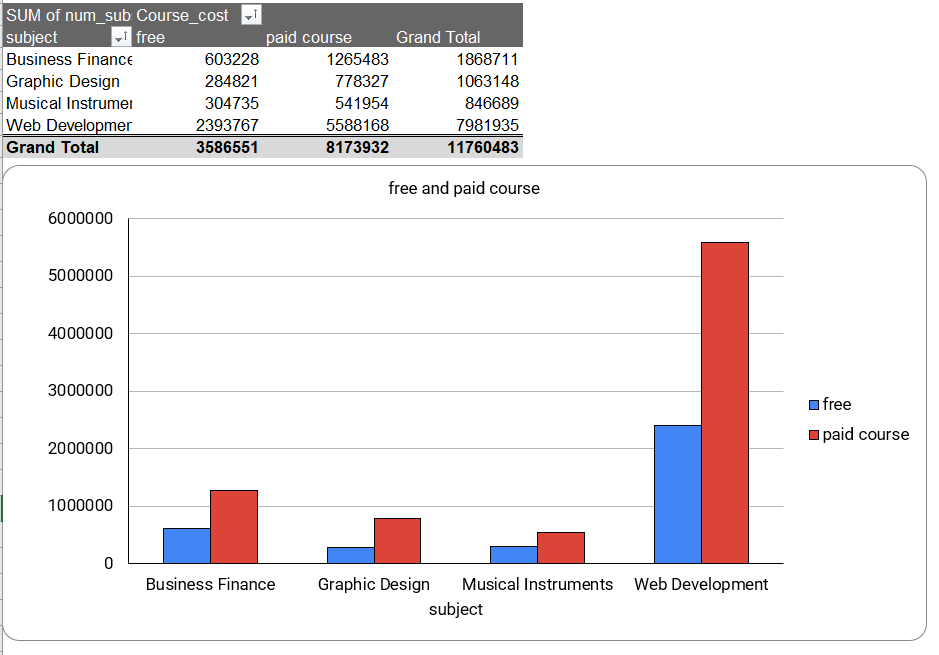 SUM of num_sub Course_cost
subject free paid course Grand Total
Business Finance 603228 1265483 1868711
Graphic Design 284821 778327 1063148
Musical Instrumen 304735 541954 846689
Web Developmer 2393767 5588168 7981935
Grand Total 3586551 8173932 11760483
free and paid course
6000000
5000000
4000000
3000000
2000000
1000000
0
free
paid course
Business Finance Graphic Design Musical Instruments Web Development
subject